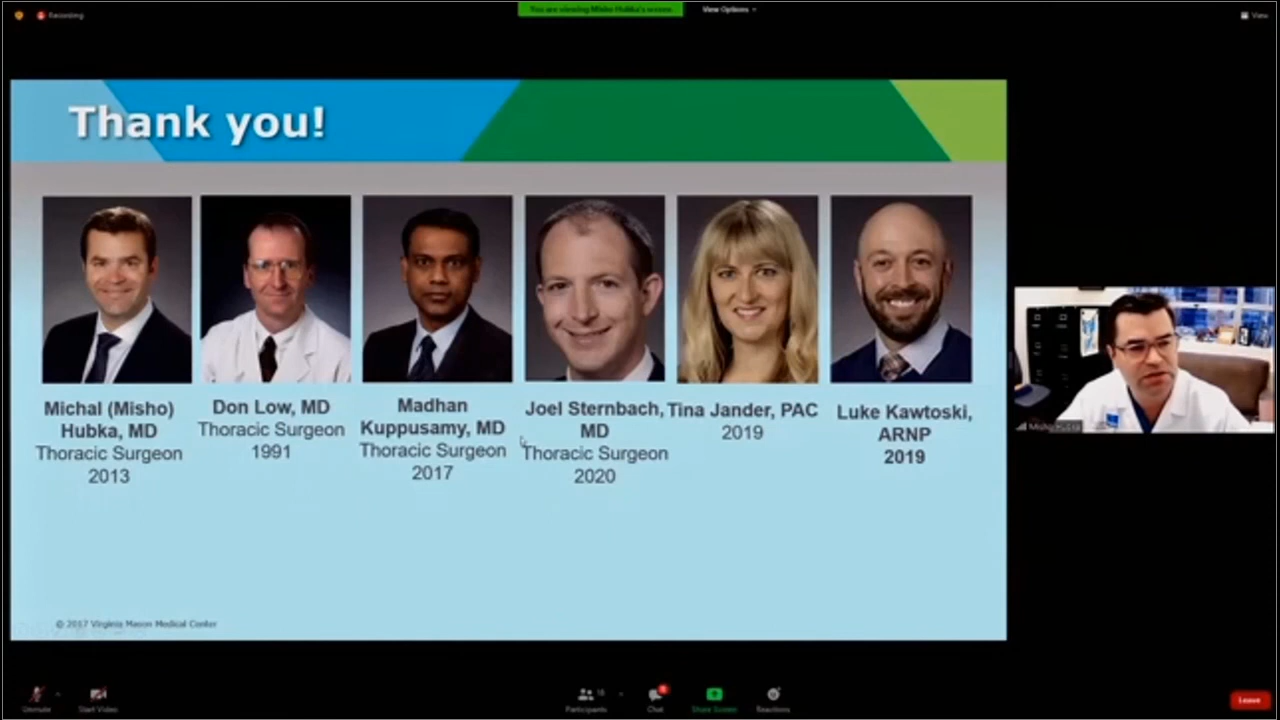 Recording
You are viewing Misho Hubka's screen
View Options
View
Thank you!
Michal (Misho)
Hubka, MD
Thoracic Surgeon
2013
Don Low, MD
Thoracic Surgeon
1991
Madhan
Kuppusamy, MD
Thoracic Surgeon
2017
Joel Sternbach,
MD
Thoracic Surgeon
2020
Tina Jander, PAC
2019
Luke Kawtoski,
ARNP
2019
© 2017 Virginia Mason Medical Center
Misho Hubka
Unmute
Start Video
Participants
Chat
Share Screen
Reactions
Leave